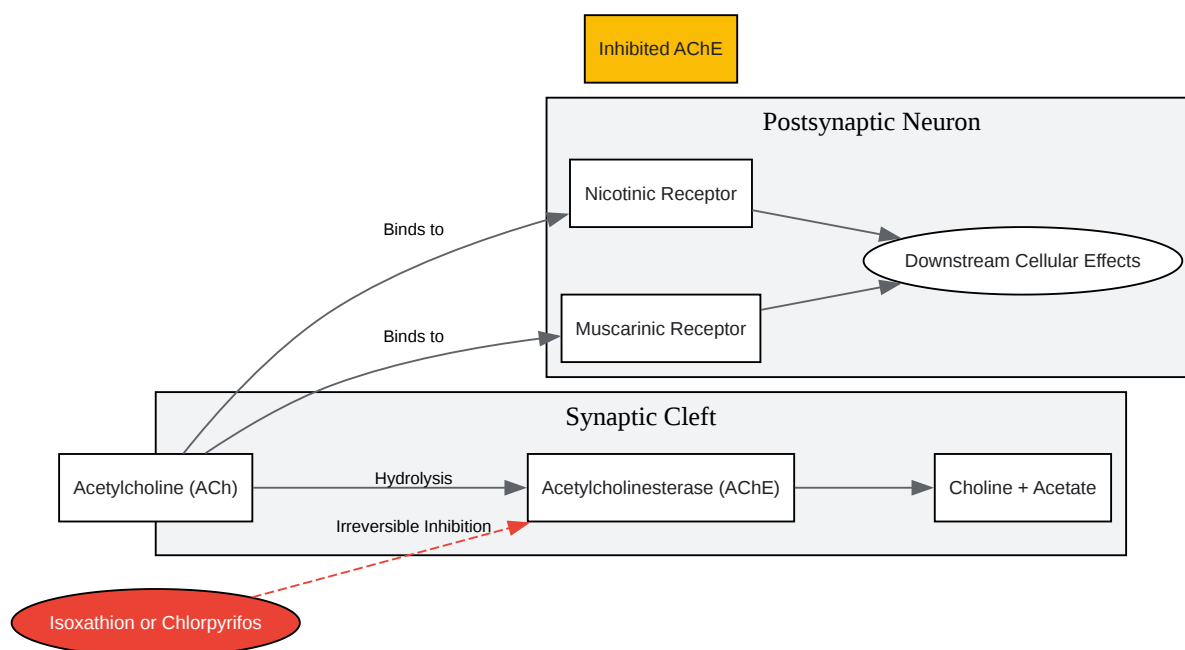 Inhibited AChE
Postsynaptic Neuron
Nicotinic Receptor
Binds to
Downstream Cellular Effects
Muscarinic Receptor
Binds to
Synaptic Cleft
Acetylcholine (ACh)
Hydrolysis
Acetylcholinesterase (AChE)
Choline + Acetate
Irreversible Inhibition
Isoxathion or Chlorpyrifos